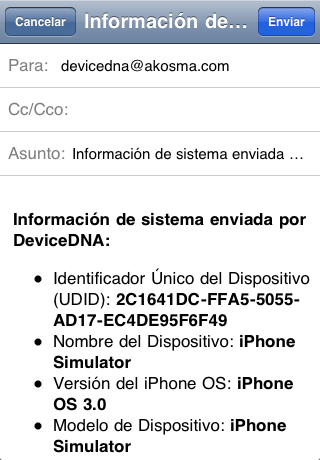 Cancelar Información de... Enviar
Para: devicedna@akosma.com
Cc/Cco:
Asunto: Información de sistema enviada ...
Información de sistema enviada por
DeviceDNA:
• Identificador Único del Dispositivo
(UDID): 2C1641DC-FFA5-5055-
AD17-EC4DE95F6F49
• Nombre del Dispositivo: iPhone
Simulator
• Versión del iPhone OS: iPhone
OS 3.0
• Modelo de Dispositivo: iPhone
Simulator